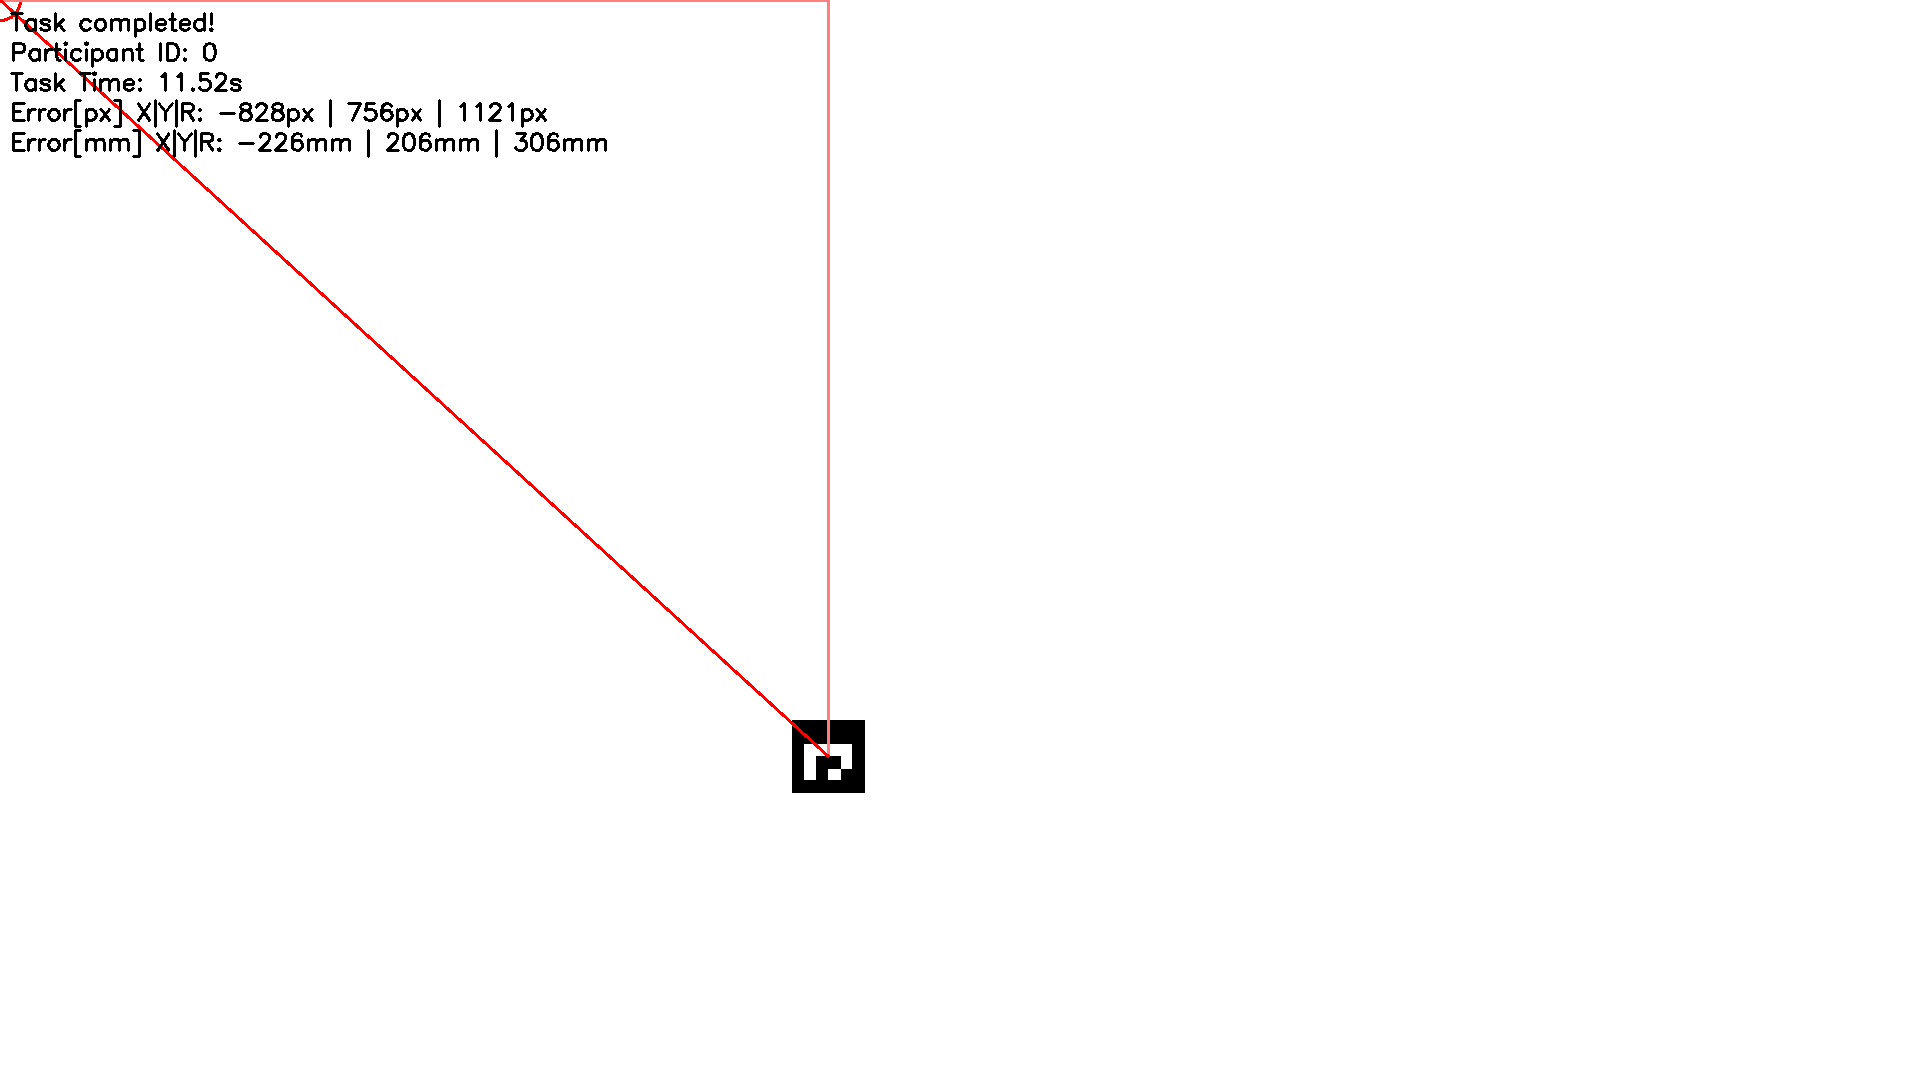 Task completed!
Participant ID: 0
Task Time: 11.52s
Error[px] X|Y|R: -828px | 756px | 1121px
Error[mm] X|Y|R: -226mm | 206mm | 306mm